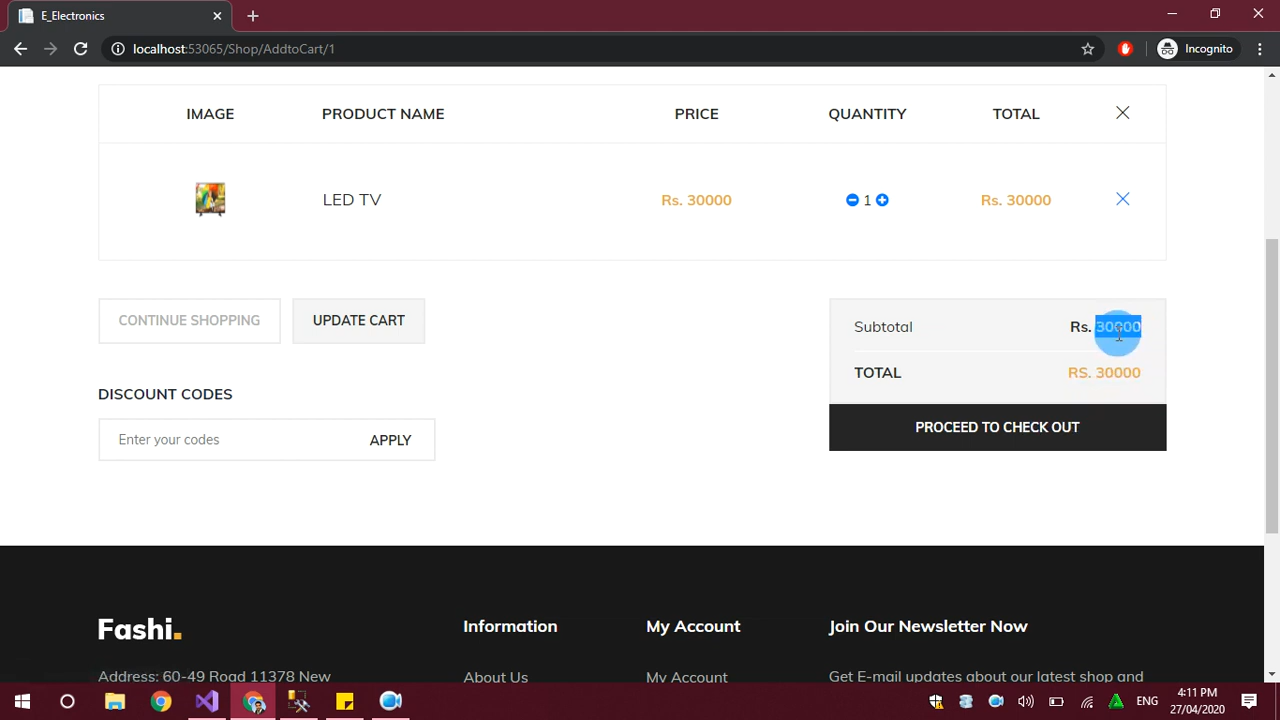 E_Electronics
localhost:53065/Shop/AddtoCart/1
Incognito
IMAGE PRODUCT NAME PRICE QUANTITY TOTAL
LED TV Rs. 30000 1 Rs. 30000
CONTINUE SHOPPING UPDATE CART
Subtotal Rs. 30000
TOTAL RS. 30000
DISCOUNT CODES
Enter your codes APPLY
PROCEED TO CHECK OUT
Fashi.
Information My Account Join Our Newsletter Now
Address: 60-49 Road 11378 New
About Us My Account Get E-mail updates about our latest shop and
ENG
4:11 PM
27/04/2020